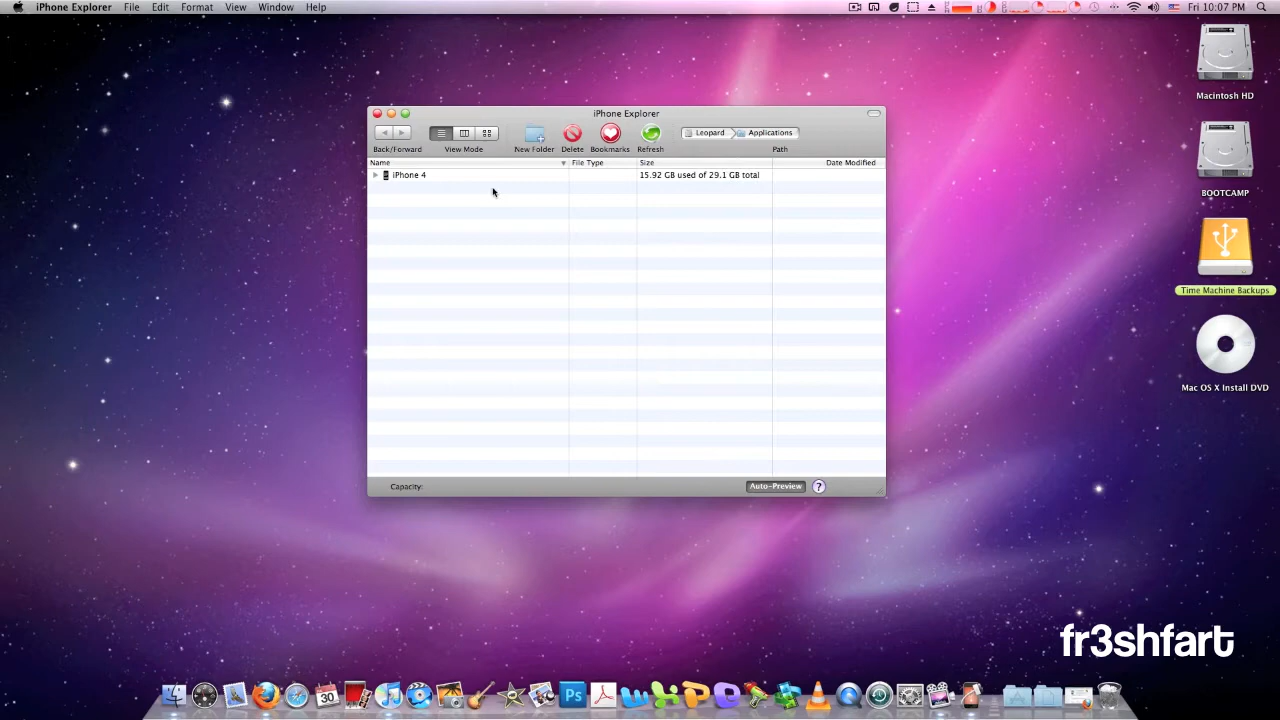 iPhone Explorer File Edit Format View Window Help Fri 10:07 PM
Macintosh HD
BOOTCAMP
Time Machine Backups
Mac OS X Install DVD
iPhone Explorer
Leopard Applications
Back/Forward View Mode New Folder Delete Bookmarks Refresh Path
Name File Type Size Date Modified
iPhone 4 15.92 GB used of 29.1 GB total
Capacity: Auto-Preview ?
fr3shfart
30 Ps